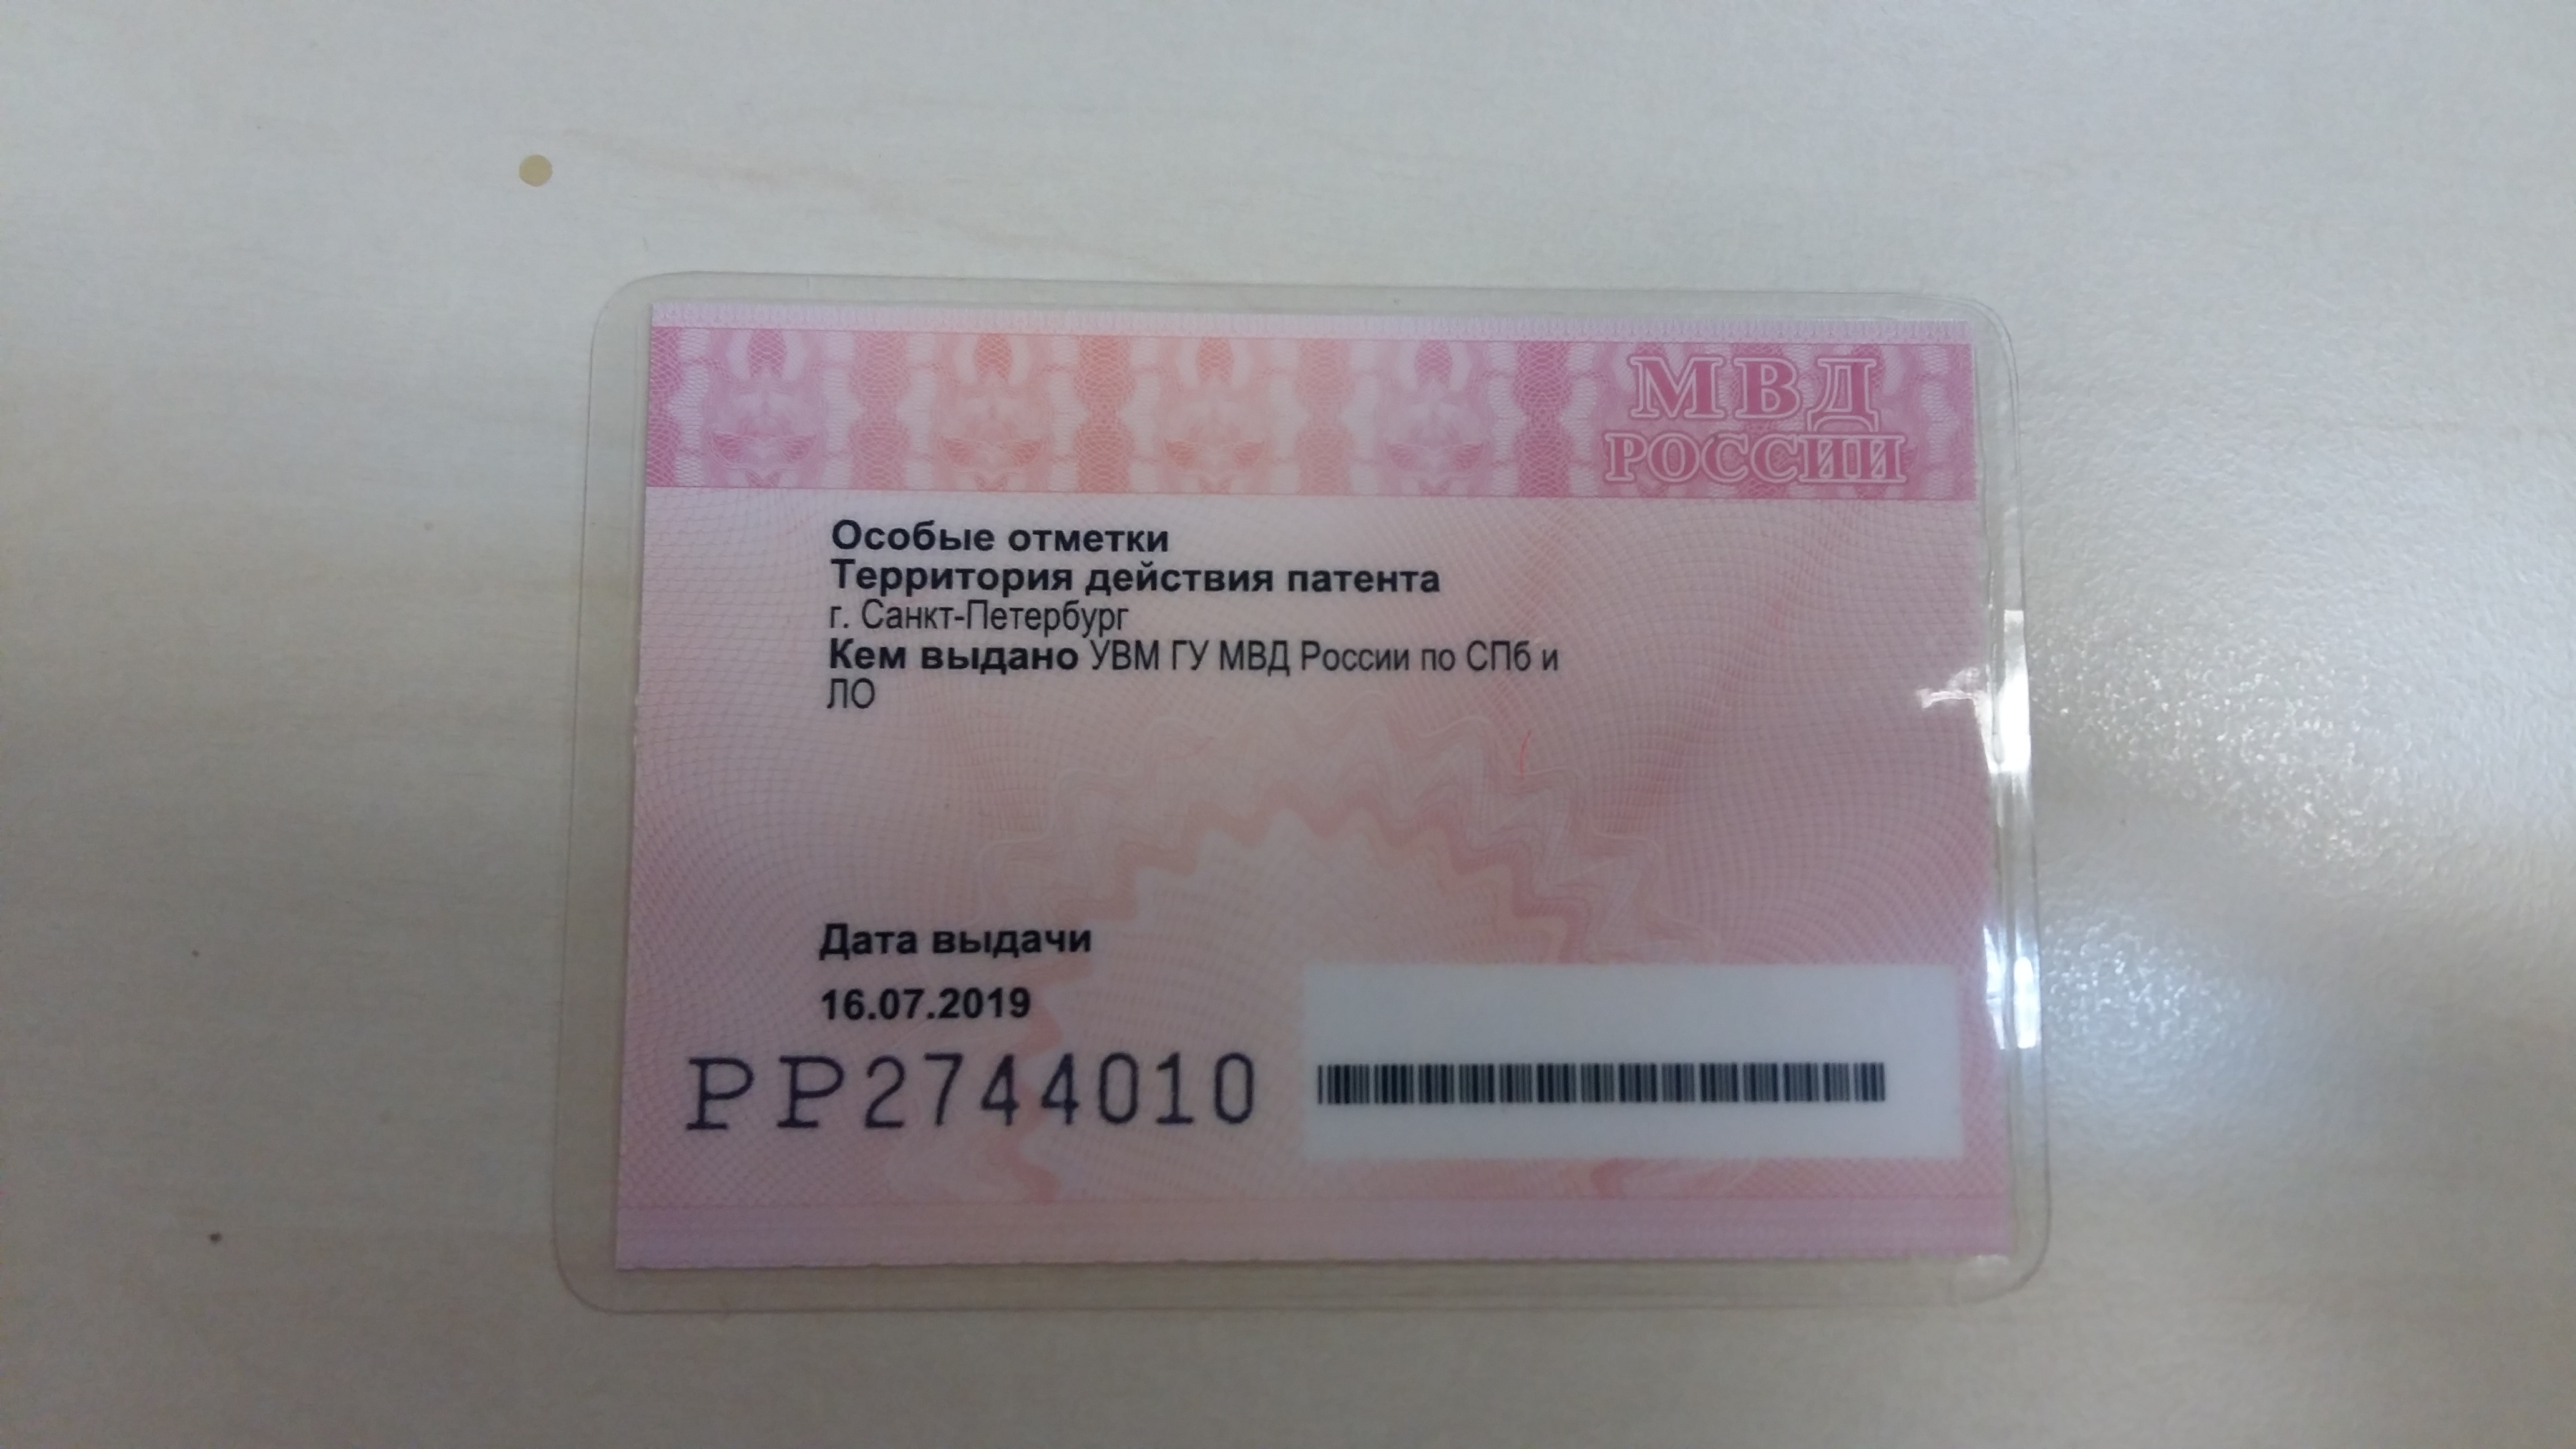 МВД
РОССИИ
Особые отметки
Территория действия патента
г. Санкт-Петербург
Кем выдано УВМ ГУ МВД России по СПб и
ЛО
Дата выдачи
16.07.2019
РР2744010